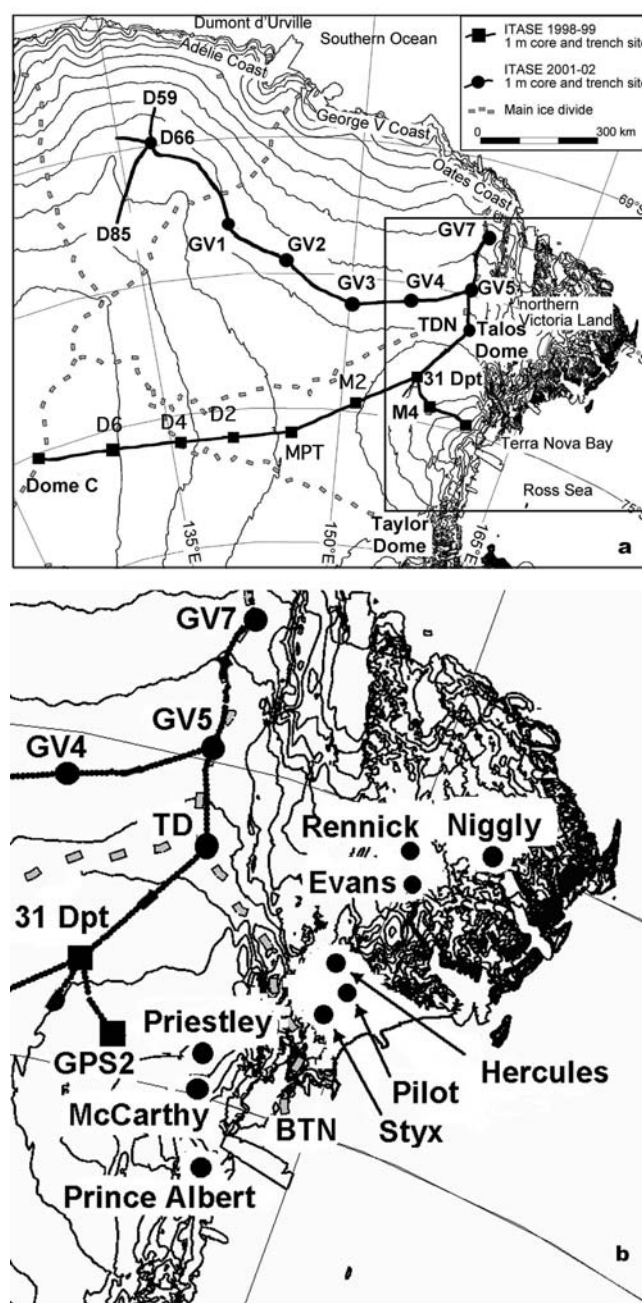 Dumont d'Urville
Southern Ocean
Adélie Coast
ITASE 1998-99
1 m core and trench site
ITASE 2001-02
1 m core and trench site
Main ice divide
0 300 km
D59
D66
D85
George V Coast
Oates Coast
69°S
GV1
GV2
GV3
GV4
GV7
GV5
northern
Victoria Land
TDN
Talos
Dome
72°S
31 Dpt
M2
M4
D6
D4
D2
MPT
Dome C
Terra Nova Bay
Ross Sea
75°S
Taylor
Dome
135°E
150°E
165°E
a
GV7
GV5
GV4
TD
Rennick
Niggly
Evans
31 Dpt
Priestley
GPS2
Hercules
McCarthy
Pilot
BTN
Styx
Prince Albert
b